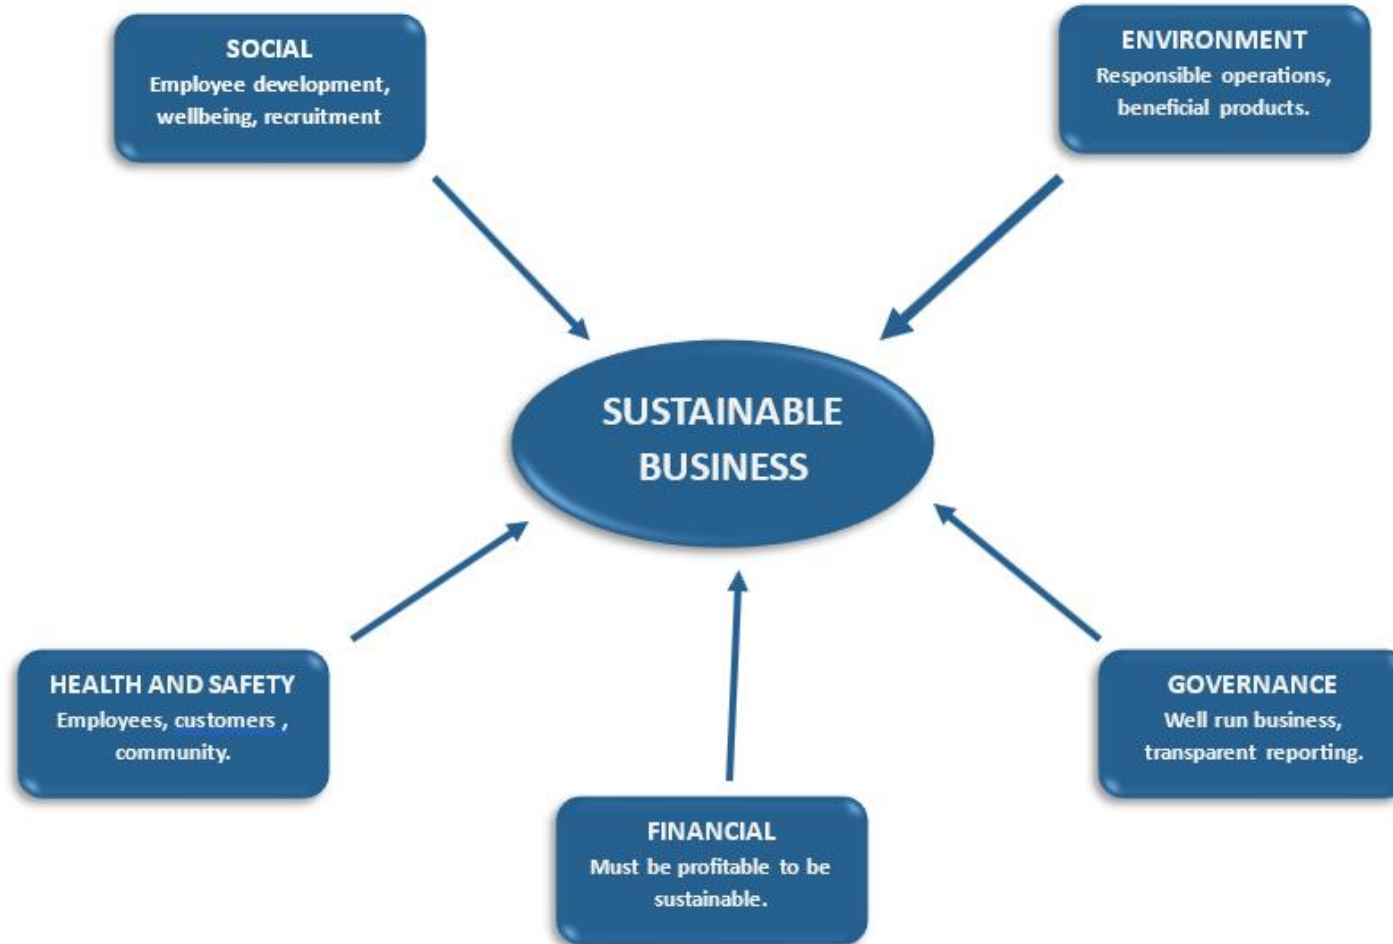 SOCIAL
Employee development,
wellbeing, recruitment
ENVIRONMENT
Responsible operations,
beneficial products.
SUSTAINABLE
BUSINESS
HEALTH AND SAFETY
Employees, customers ,
community.
GOVERNANCE
Well run business,
transparent reporting.
FINANCIAL
Must be profitable to be
sustainable.